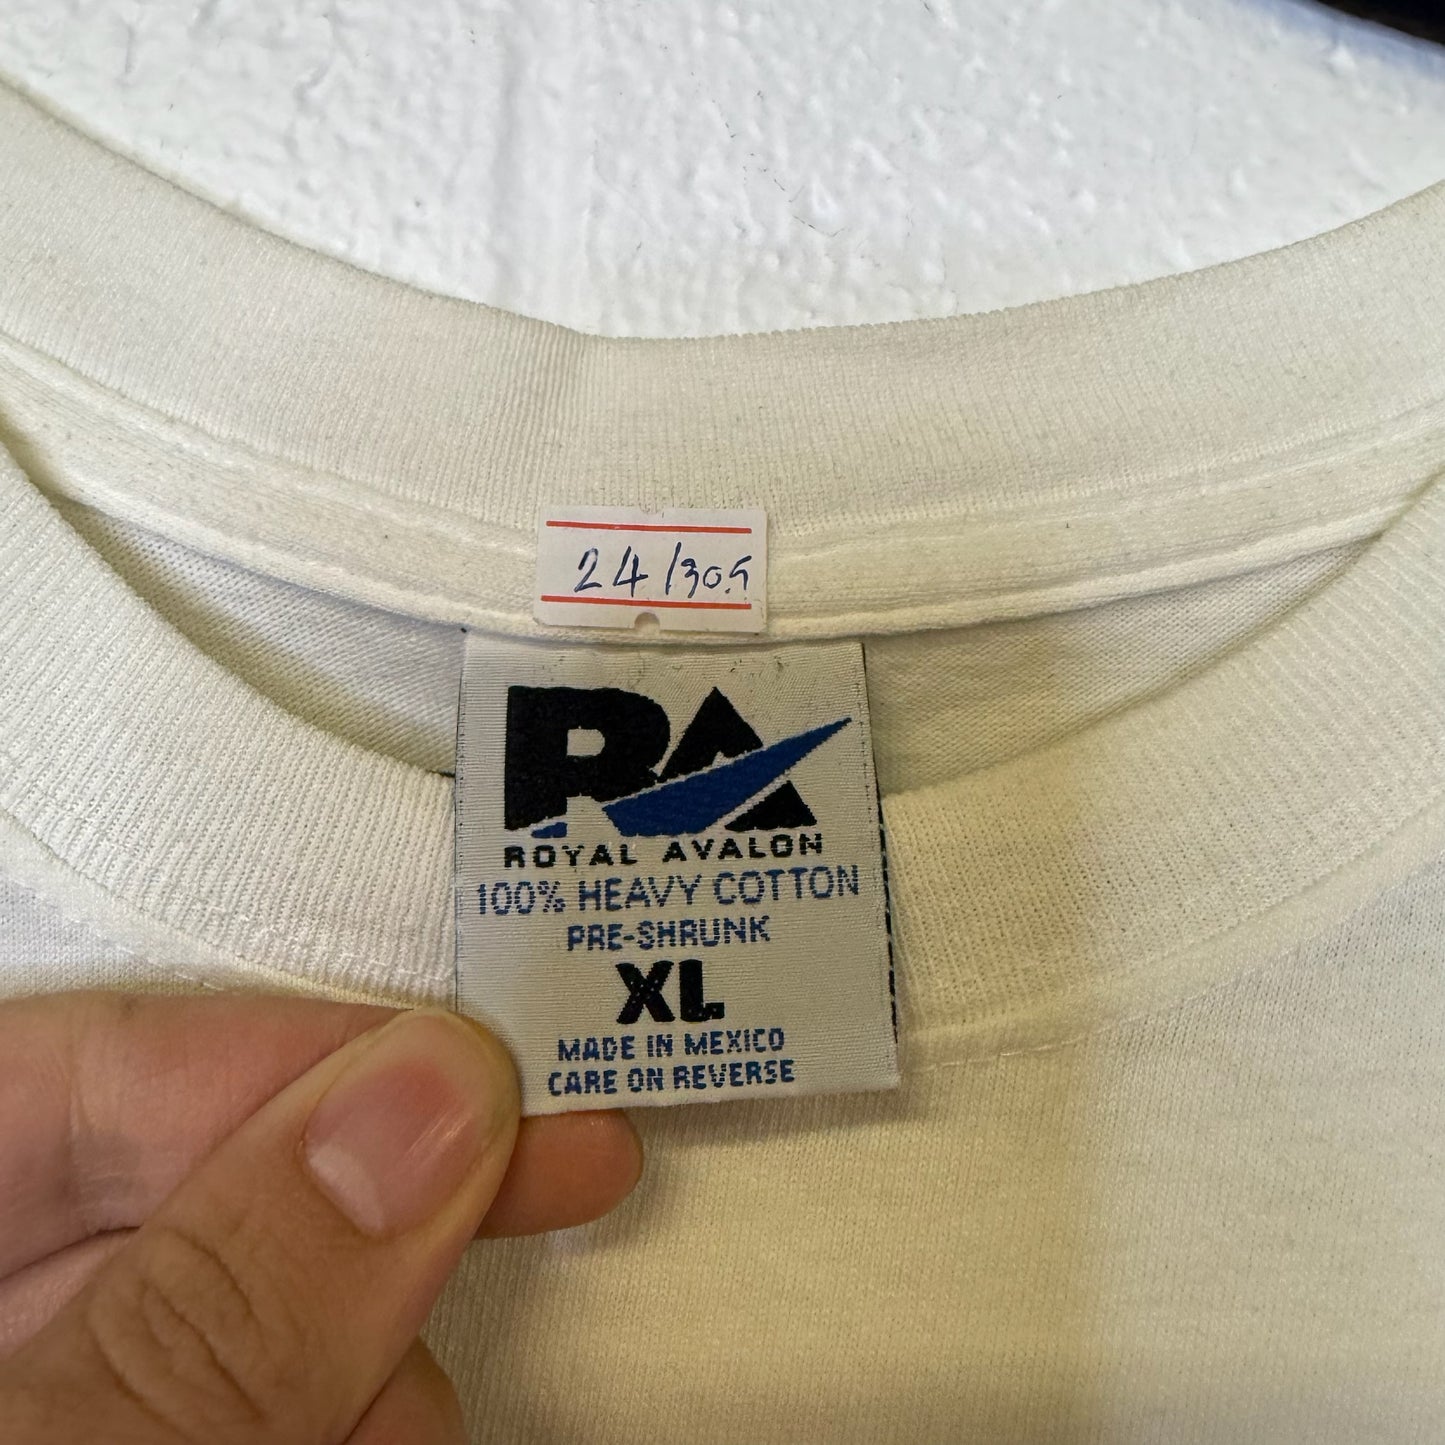 24/30.5
RA
ROYAL AVALON
100% HEAVY COTTON
PRE-SHRUNK
XL
MADE IN MEXICO
CARE ON REVERSE